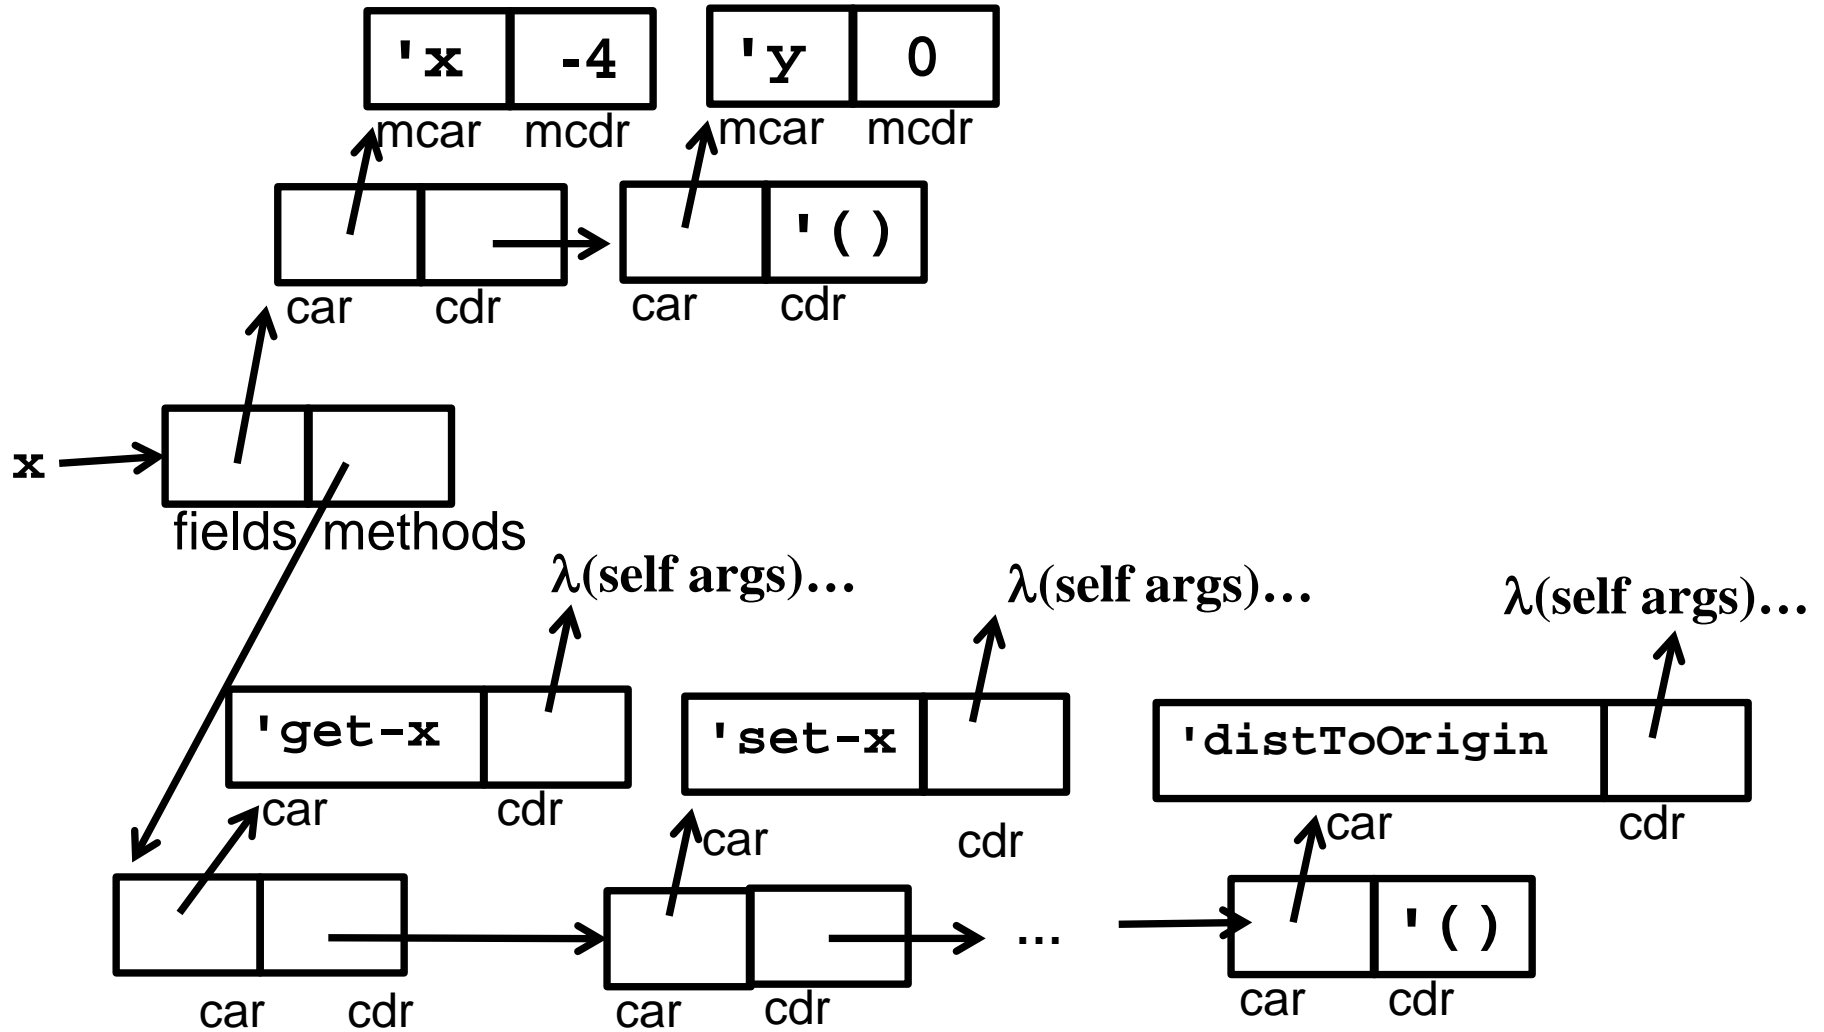 'x -4 'y 0
mcar mcdr mcar mcdr
'()
car cdr car cdr
x
fields methods
λ(self args)… λ(self args)… λ(self args)…
'get-x 'set-x 'distToOrigin
car cdr car cdr car cdr
… '()
car cdr car cdr car cdr